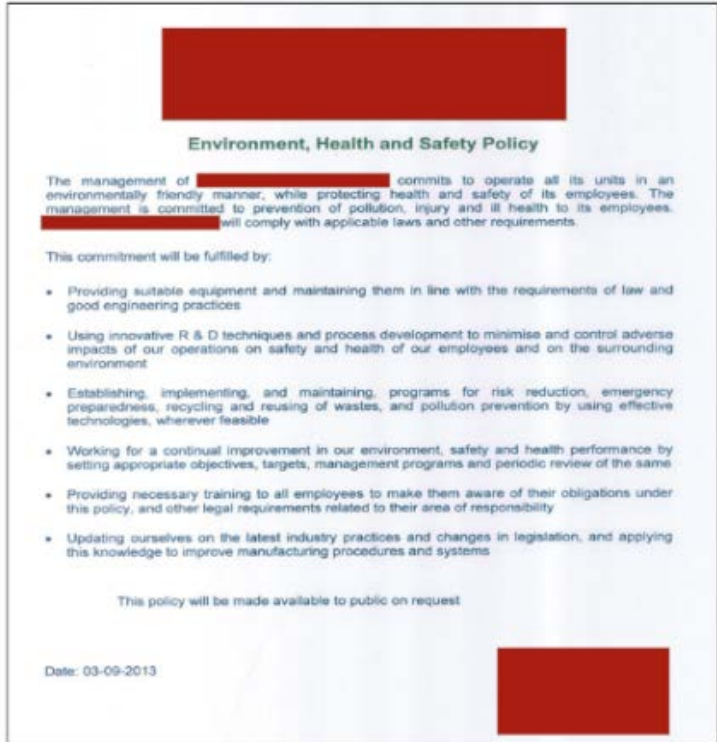 Environment, Health and Safety Policy
The management of commits to operate all its units in an
environmentally friendly manner, while protecting health and safety of its employees. The
management is committed to prevention of pollution, injury and ill health to its employees.
will comply with applicable laws and other requirements.
This commitment will be fulfilled by:
• Providing suitable equipment and maintaining them in line with the requirements of law and
good engineering practices
• Using innovative R & D techniques and process development to minimise and control adverse
impacts of our operations on safety and health of our employees and on the surrounding
environment
• Establishing, implementing, and maintaining, programs for risk reduction, emergency
preparedness, recycling and reusing of wastes, and pollution prevention by using effective
technologies, wherever feasible
• Working for a continual improvement in our environment, safety and health performance by
setting appropriate objectives, targets, management programs and periodic review of the same
• Providing necessary training to all employees to make them aware of their obligations under
this policy, and other legal requirements related to their area of responsibility
• Updating ourselves on the latest industry practices and changes in legislation, and applying
this knowledge to improve manufacturing procedures and systems
This policy will be made available to public on request
Date: 03-09-2013